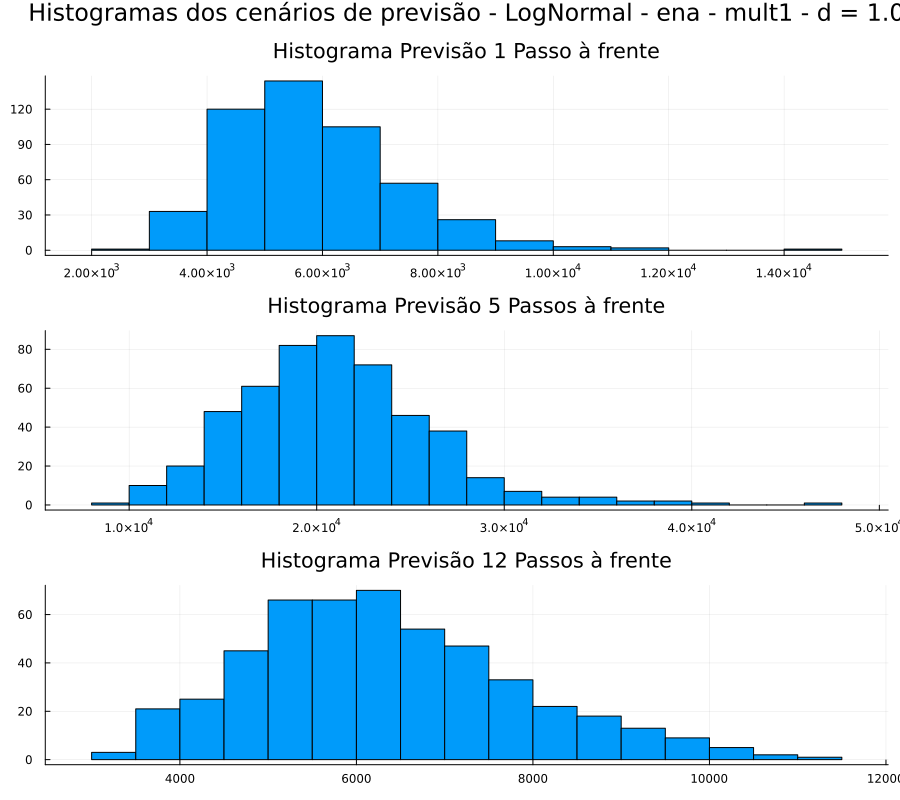 Histogramas dos cenários de previsão - LogNormal - ena - mult1 - d = 1.0
Histograma Previsão 1 Passo à frente
120
90
60
30
0
2.00×10³ 4.00×10³ 6.00×10³ 8.00×10³ 1.00×10⁴ 1.20×10⁴ 1.40×10⁴
Histograma Previsão 5 Passos à frente
80
60
40
20
0
1.0×10⁴ 2.0×10⁴ 3.0×10⁴ 4.0×10⁴ 5.0×10⁴
Histograma Previsão 12 Passos à frente
60
40
20
0
4000 6000 8000 10000 12000